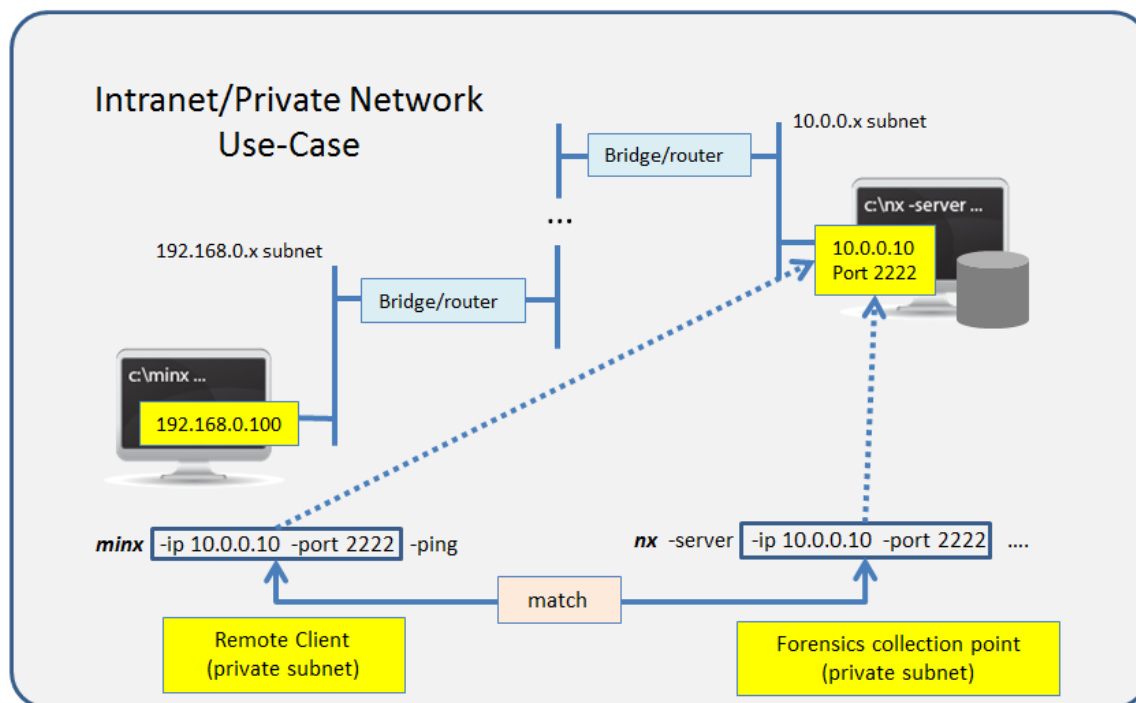 Intranet/Private Network
Use-Case
10.0.0.x subnet
Bridge/router
c:\nx -server ...
...
10.0.0.10
Port 2222
192.168.0.x subnet
Bridge/router
c:\minx ...
192.168.0.100
minx -ip 10.0.0.10 -port 2222 -ping
nx -server -ip 10.0.0.10 -port 2222 ....
match
Remote Client
(private subnet)
Forensics collection point
(private subnet)